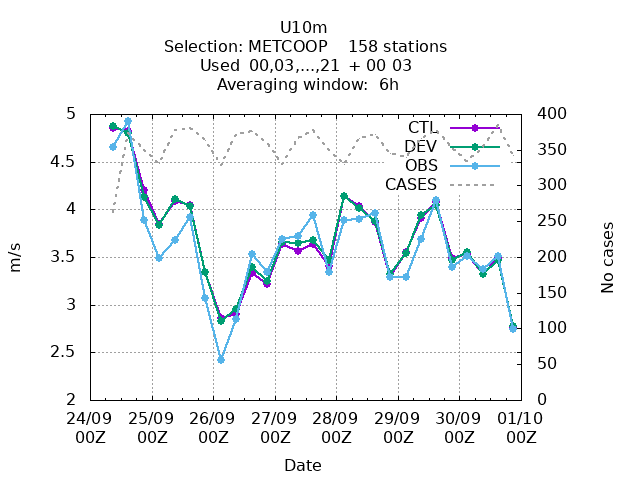 U10m
Selection: METCOOP    158 stations
Used  00,03,...,21  + 00 03
Averaging window:  6h
5
4.5
4
3.5
3
2.5
2
m/s
400
350
300
250
200
150
100
50
0
No cases
CTL
DEV
OBS
CASES
24/09 25/09 26/09 27/09 28/09 29/09 30/09 01/10
00Z 00Z 00Z 00Z 00Z 00Z 00Z 00Z
Date